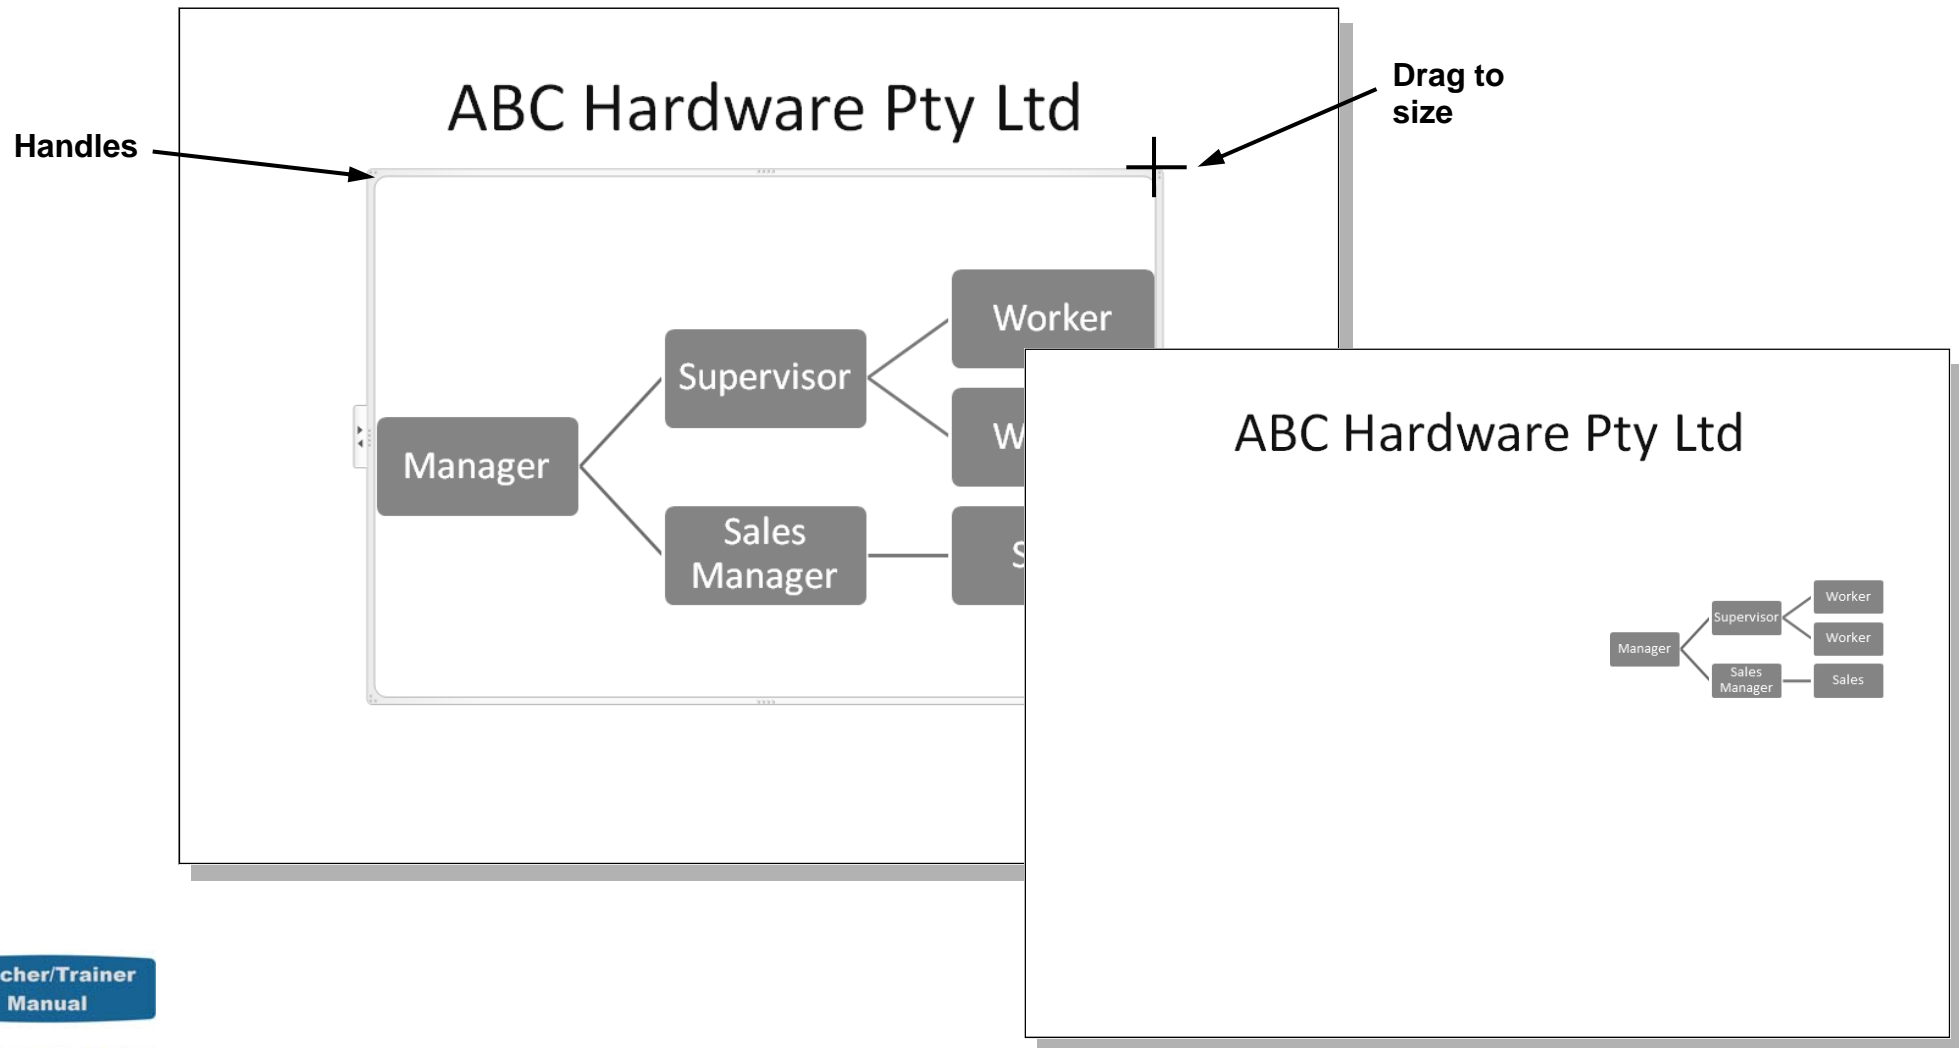 ABC Hardware Pty Ltd
Drag to
size
Handles
Worker
Supervisor
W
Manager
Sales
Manager
S
ABC Hardware Pty Ltd
Worker
Supervisor
Worker
Manager
Sales
Manager
Sales
cher/Trainer
Manual